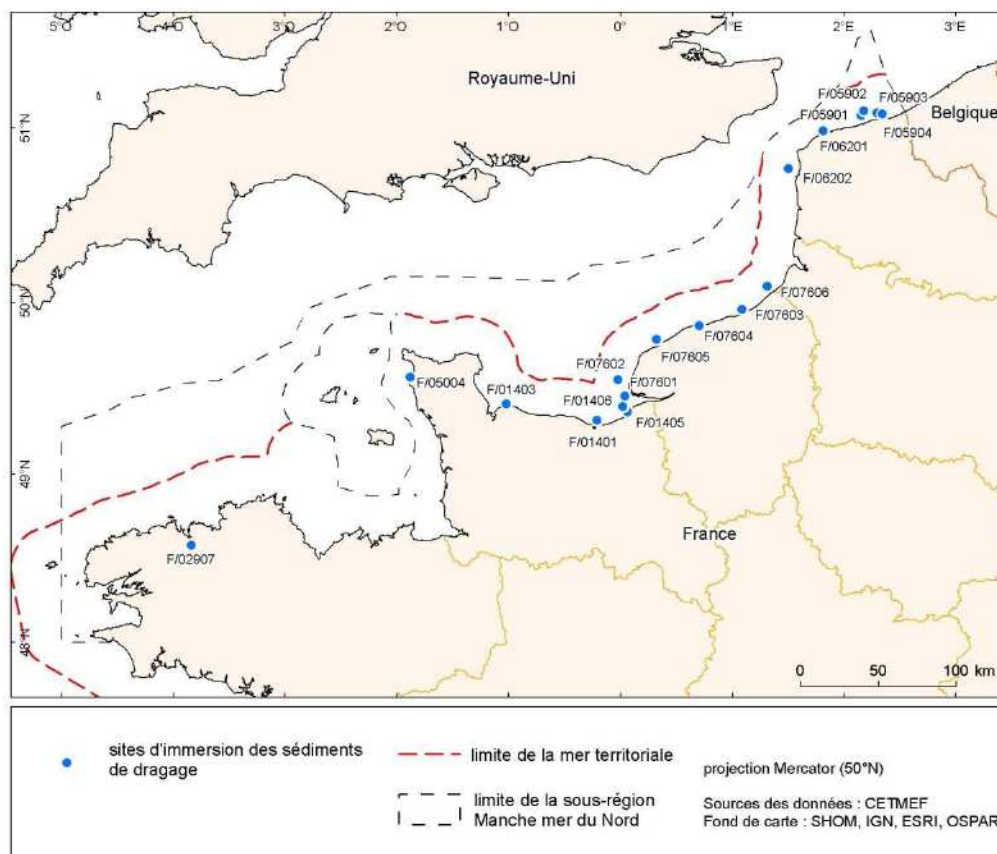 5°O 4°O 3°O 2°O 1°O 0° 1°E 2°E 3°E
Royaume-Uni
F/05902
F/05903
Belgique
51°N
F/05901
F/05904
F/06201
F/06202
50°N
F/07606
F/07603
F/07604
F/07602
F/07605
F/05004
F/01403
F/07601
F/01406
F/01405
F/01401
49°N
France
F/02907
48°N
0 50 100 km
sites d'immersion des sédiments
de dragage
limite de la mer territoriale
limite de la sous-région
Manche mer du Nord
projection Mercator (50°N)
Sources des données : CETMEF
Fond de carte : SHOM, IGN, ESRI, OSPAR